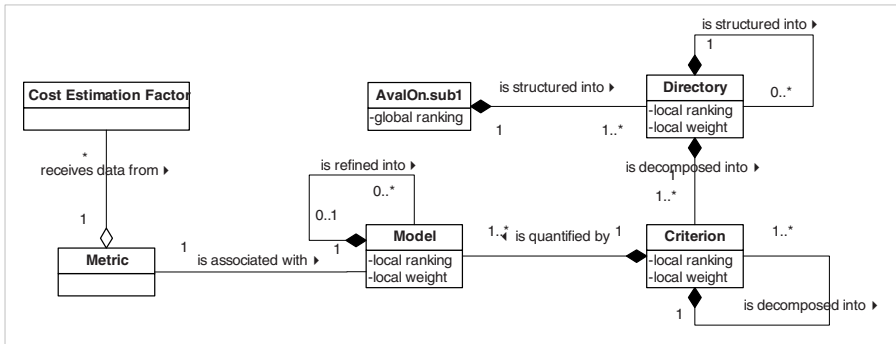 is structured into
1
0..*
Cost Estimation Factor
AvalOn.sub1
-global ranking
is structured into
1
1..*
Directory
-local ranking
-local weight
*
receives data from
1
is refined into
0..*
0..1
is decomposed into
1
1..*
Metric
1
is associated with
1
Model
-local ranking
-local weight
1..*
is quantified by
1
Criterion
-local ranking
-local weight
1..*
is decomposed into
1